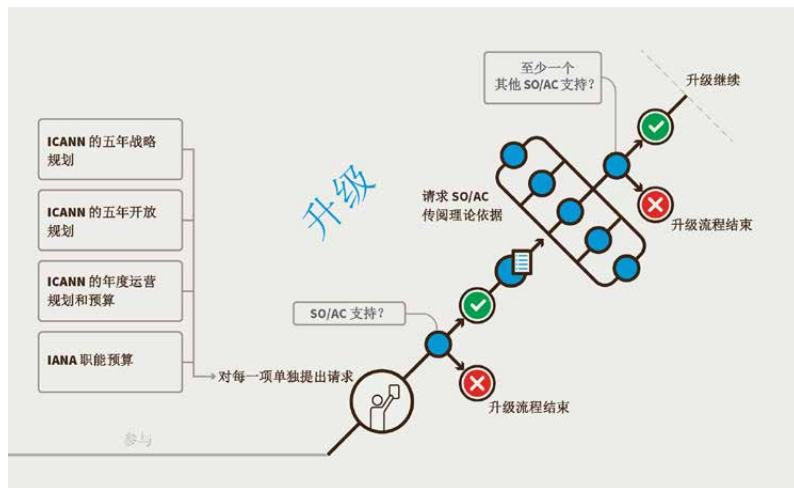 至少一个
其他 SO/AC 支持？
升级继续
ICANN 的五年战略
规划
升级
请求 SO/AC
传阅理论依据
ICANN 的五年开放
规划
升级流程结束
ICANN 的年度运营
规划和预算
SO/AC 支持？
IANA 职能预算
对每一项单独提出请求
升级流程结束
参与